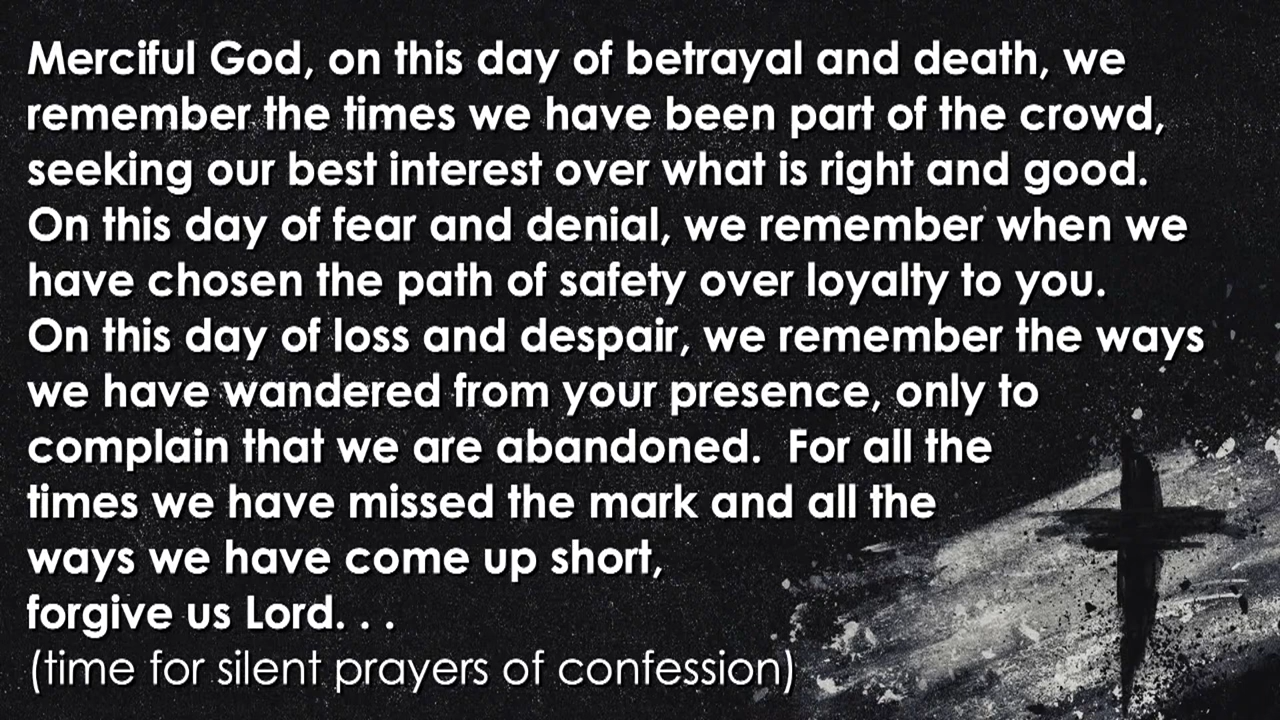 Merciful God, on this day of betrayal and death, we
remember the times we have been part of the crowd,
seeking our best interest over what is right and good.
On this day of fear and denial, we remember when we
have chosen the path of safety over loyalty to you.
On this day of loss and despair, we remember the ways
we have wandered from your presence, only to
complain that we are abandoned.  For all the
times we have missed the mark and all the
ways we have come up short,
forgive us Lord. . .
(time for silent prayers of confession)